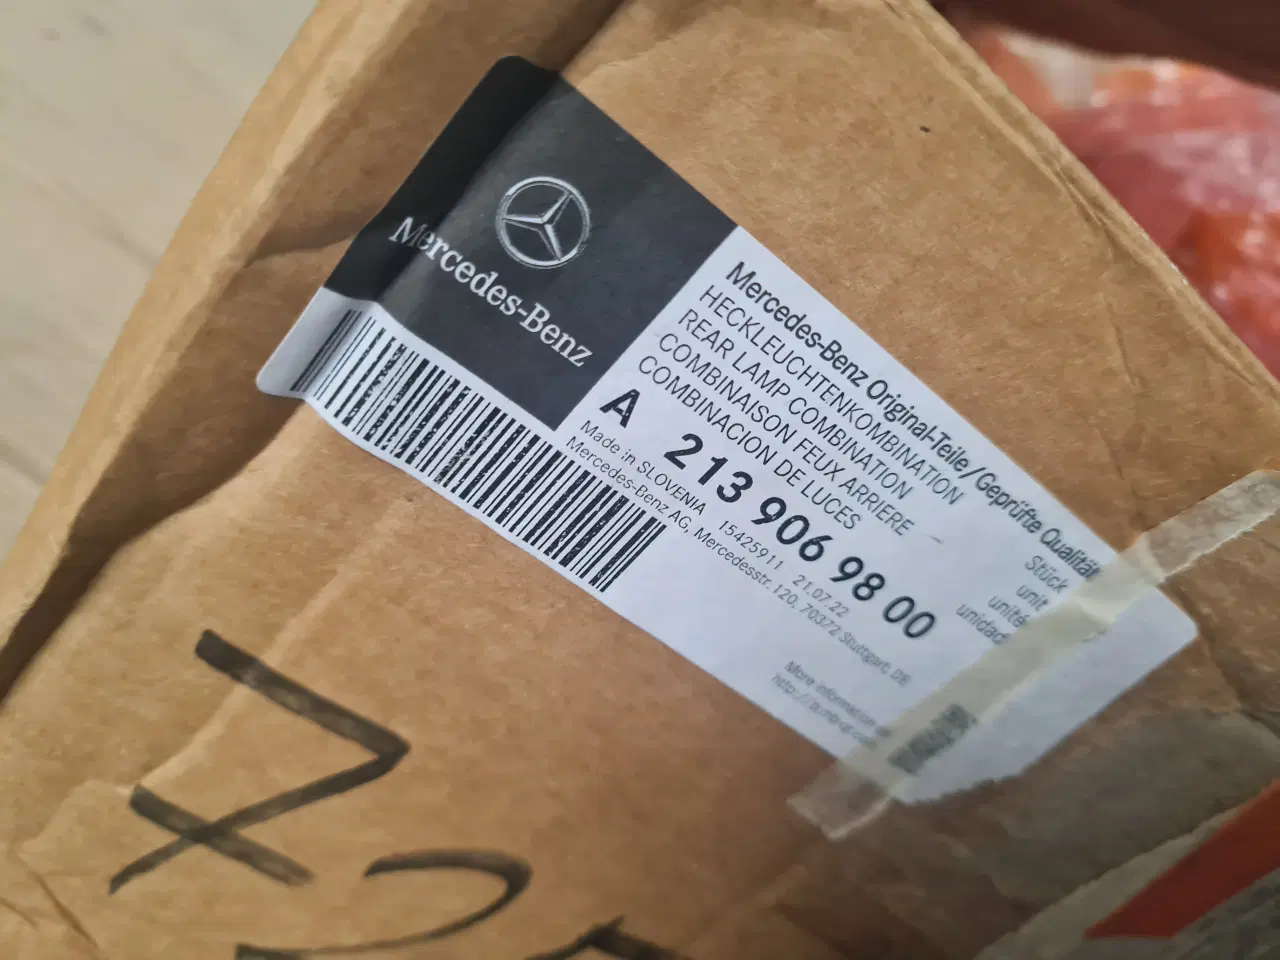 Mercedes-Benz
Mercedes-Benz Original-Teile / Geprüfte Qualität
HECKLEUCHTENKOMBINATION
REAR LAMP COMBINATION
COMBINAISON FEUX ARRIERE
COMBINACION DE LUCES
Stück
unit
unité
unidad
A 213 906 98 00
Made in SLOVENIA 15425911 21.07.22
Mercedes-Benz AG, Mercedesstr. 120, 70372 Stuttgart, DE
More information
http://
7